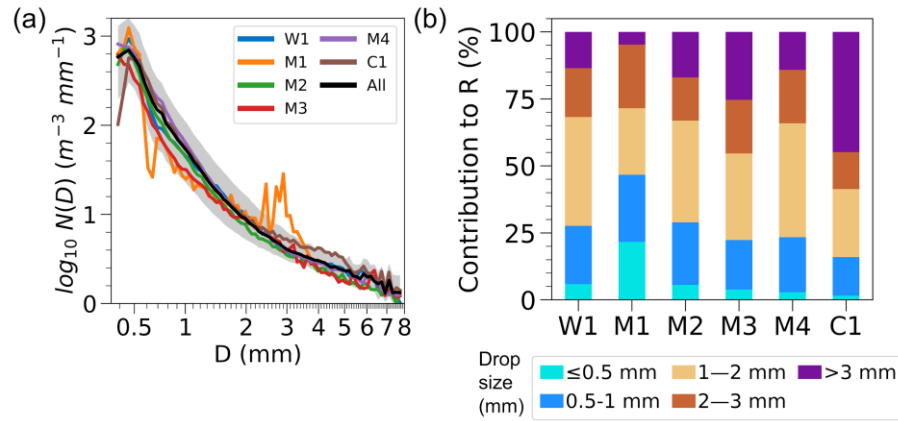 (a)
log10 N(D) (m−3 mm−1)
3
2
1
0
W1
M1
M2
M3
M4
C1
All
0.5 1 2 3 4 5 6 7 8
D (mm)
(b)
Contribution to R (%)
100
75
50
25
0
W1 M1 M2 M3 M4 C1
Drop size (mm)
≤0.5 mm
0.5-1 mm
1—2 mm
2—3 mm
>3 mm